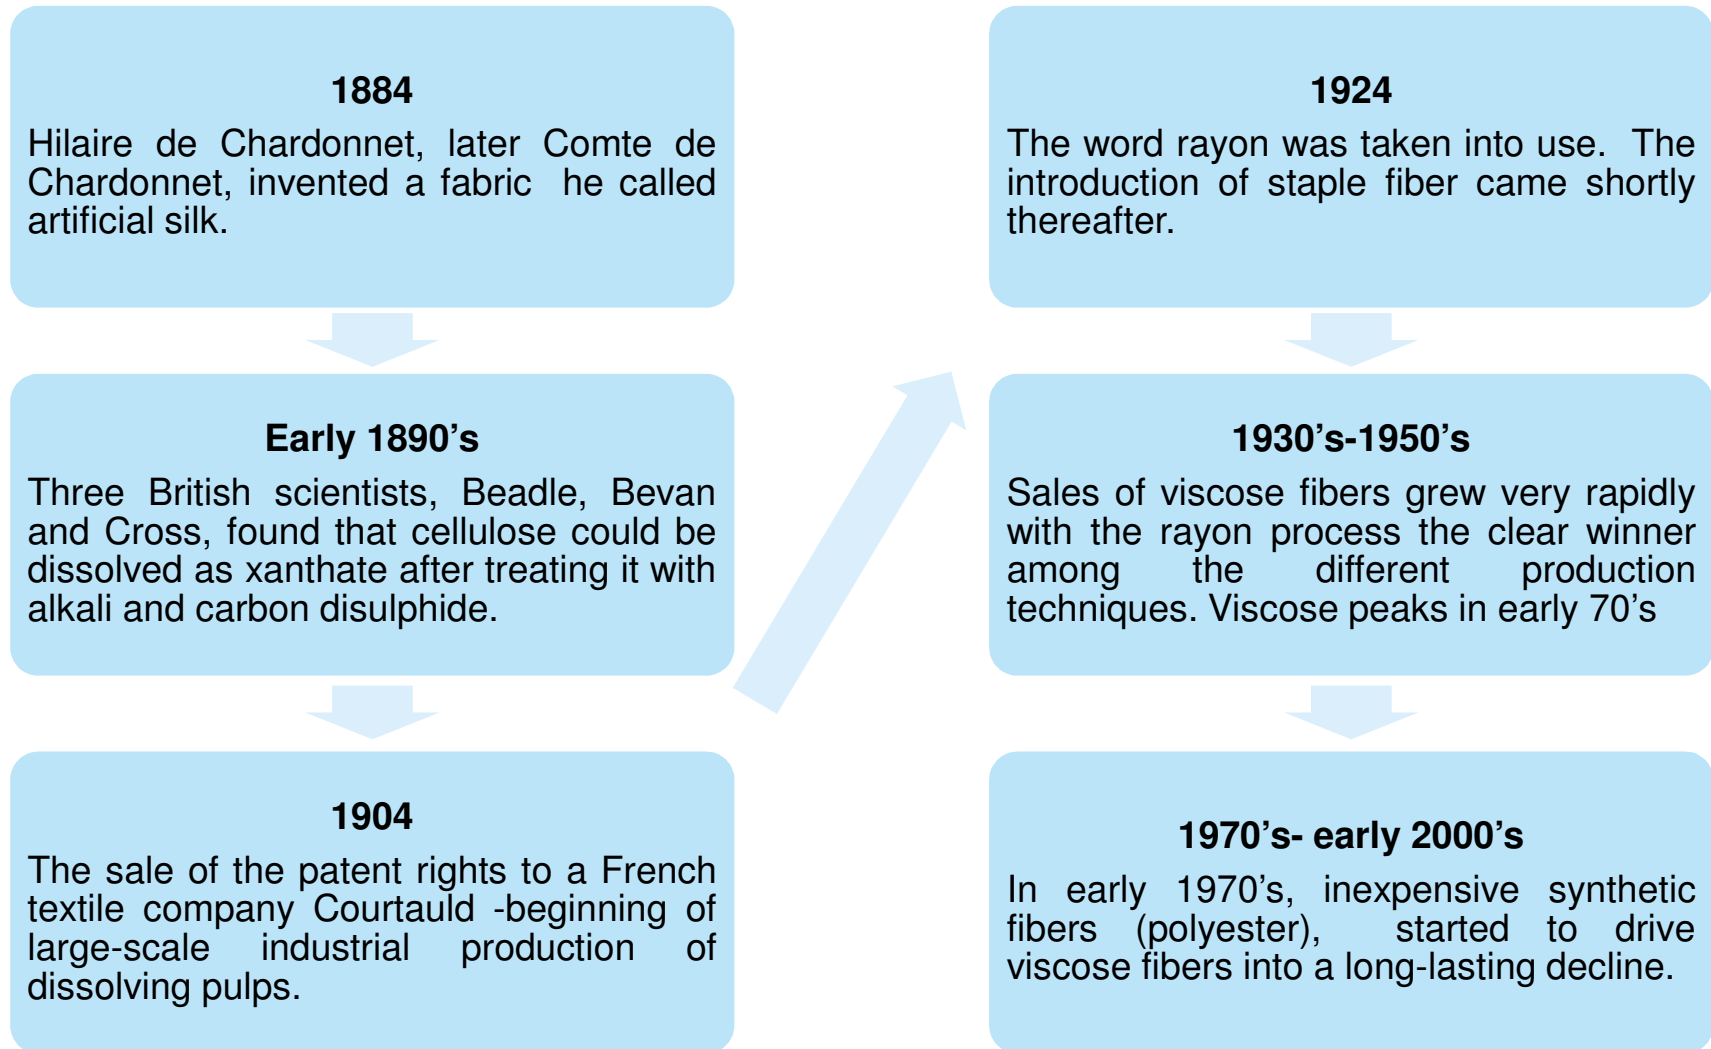 1884
Hilaire de Chardonnet, later Comte de
Chardonnet, invented a fabric he called
artificial silk.
Early 1890’s
Three British scientists, Beadle, Bevan
and Cross, found that cellulose could be
dissolved as xanthate after treating it with
alkali and carbon disulphide.
1904
The sale of the patent rights to a French
textile company Courtauld -beginning of
large-scale industrial production of
dissolving pulps.
1924
The word rayon was taken into use. The
introduction of staple fiber came shortly
thereafter.
1930’s-1950’s
Sales of viscose fibers grew very rapidly
with the rayon process the clear winner
among the different production
techniques. Viscose peaks in early 70’s
1970’s- early 2000’s
In early 1970’s, inexpensive synthetic
fibers (polyester), started to drive
viscose fibers into a long-lasting decline.